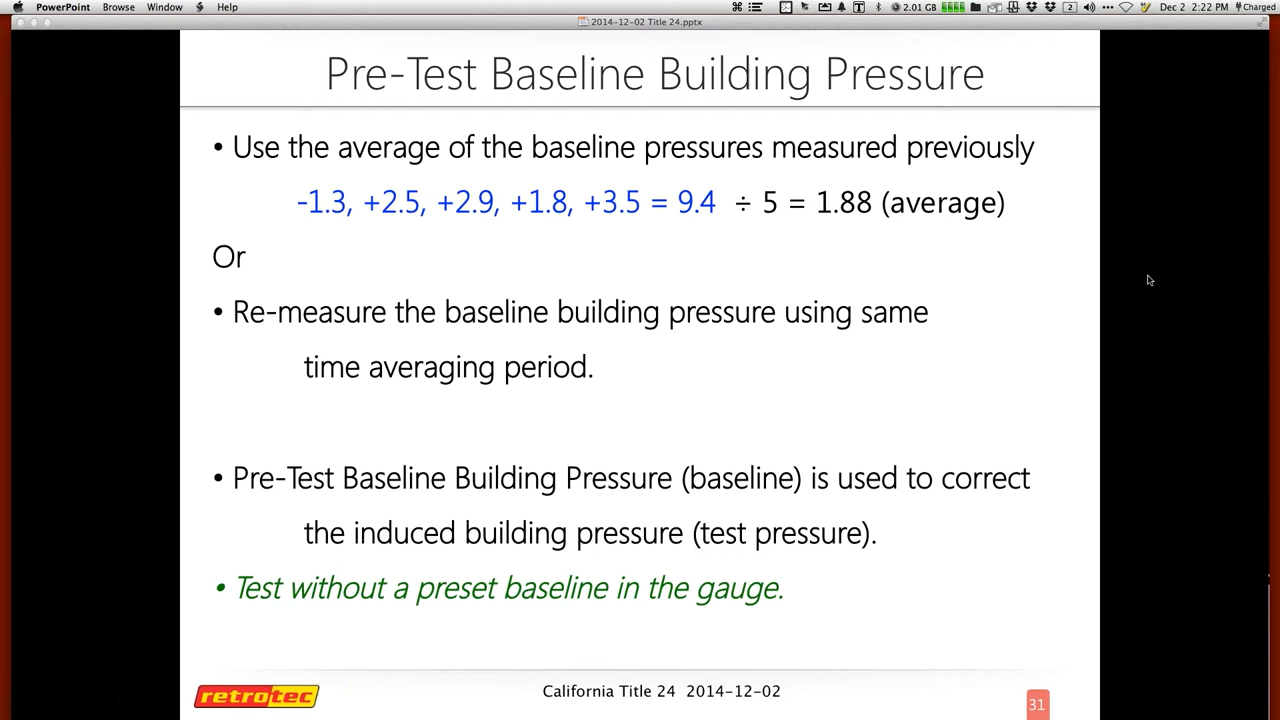 PowerPoint Browse Window Help 2.01 GB 2 Dec 2 2:22 PM Charged
2014-12-02 Title 24.pptx
Pre-Test Baseline Building Pressure
• Use the average of the baseline pressures measured previously
-1.3, +2.5, +2.9, +1.8, +3.5 = 9.4 ÷ 5 = 1.88 (average)
Or
• Re-measure the baseline building pressure using same
time averaging period.
• Pre-Test Baseline Building Pressure (baseline) is used to correct
the induced building pressure (test pressure).
• Test without a preset baseline in the gauge.
retrotec California Title 24 2014-12-02 31